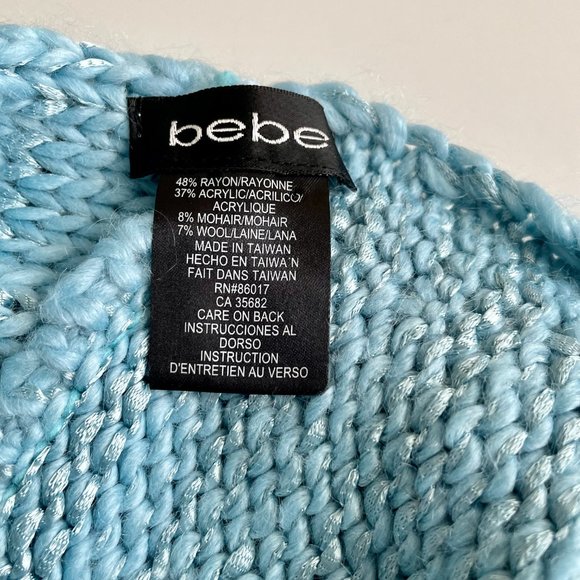 bebe
48% RAYON/RAYONNE
37% ACRYLIC/ACRILICO/
ACRYLIQUE
8% MOHAIR/MOHAIR
7% WOOL/LAINE/LANA
MADE IN TAIWAN
HECHO EN TAIWAN
FAIT DANS TAIWAN
RN#86017
CA 35682
CARE ON BACK
INSTRUCCIONES AL
DORSO
INSTRUCTION
D'ENTRETIEN AU VERSO